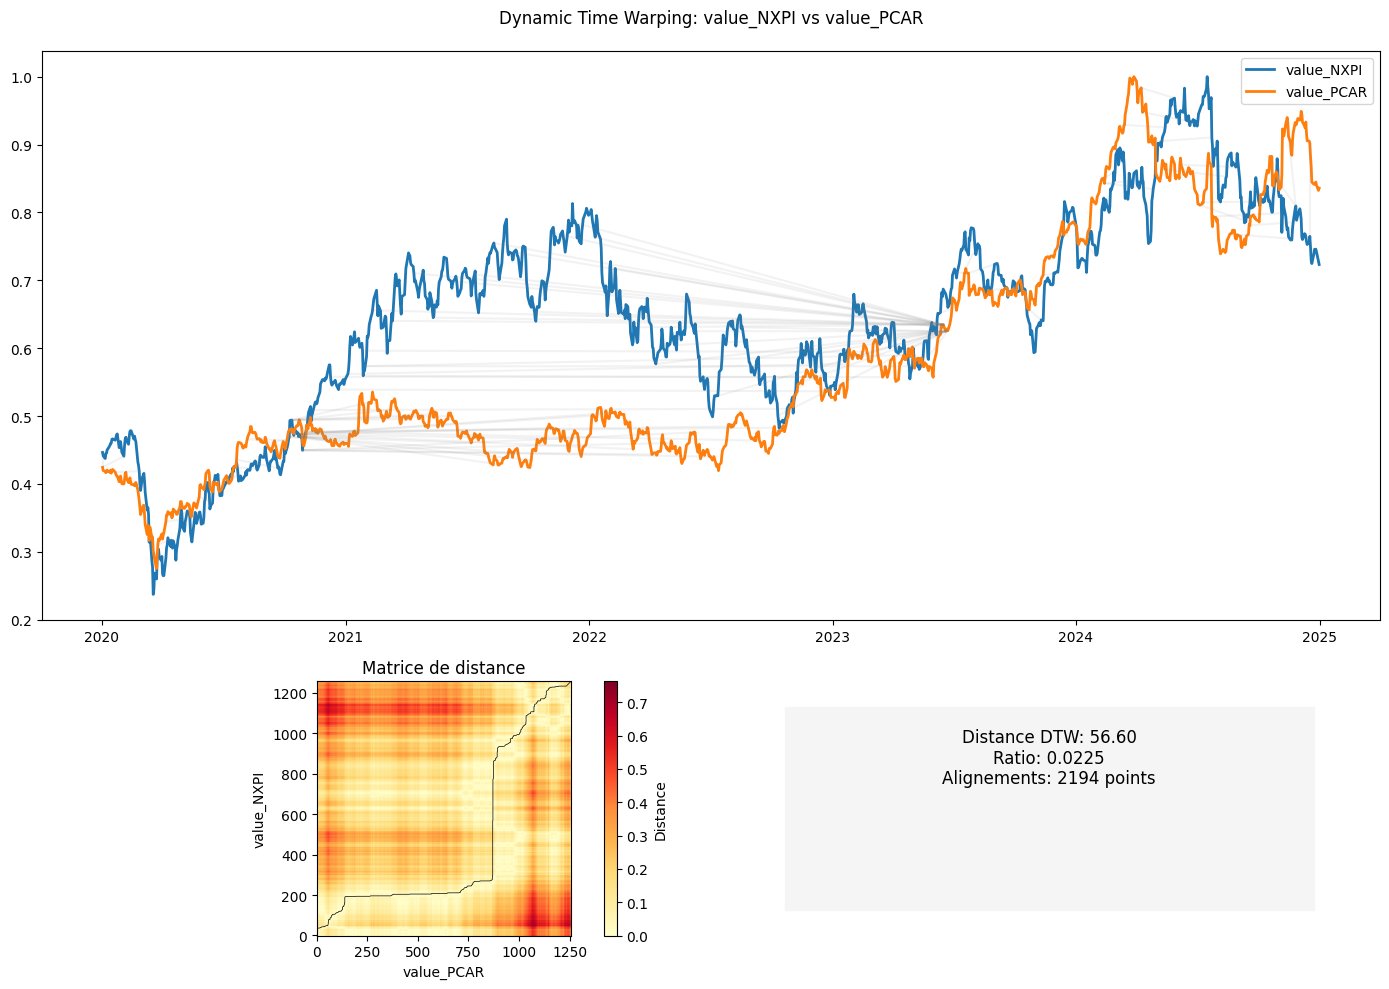 Dynamic Time Warping: value_NXPI vs value_PCAR
value_NXPI
value_PCAR
1.0
0.9
0.8
0.7
0.6
0.5
0.4
0.3
0.2
2020 2021 2022 2023 2024 2025
Matrice de distance
1200
1000
800
600
400
200
0
value_NXPI
0 250 500 750 1000 1250
value_PCAR
0.7
0.6
0.5
0.4
0.3
0.2
0.1
0.0
Distance
Distance DTW: 56.60
Ratio: 0.0225
Alignements: 2194 points